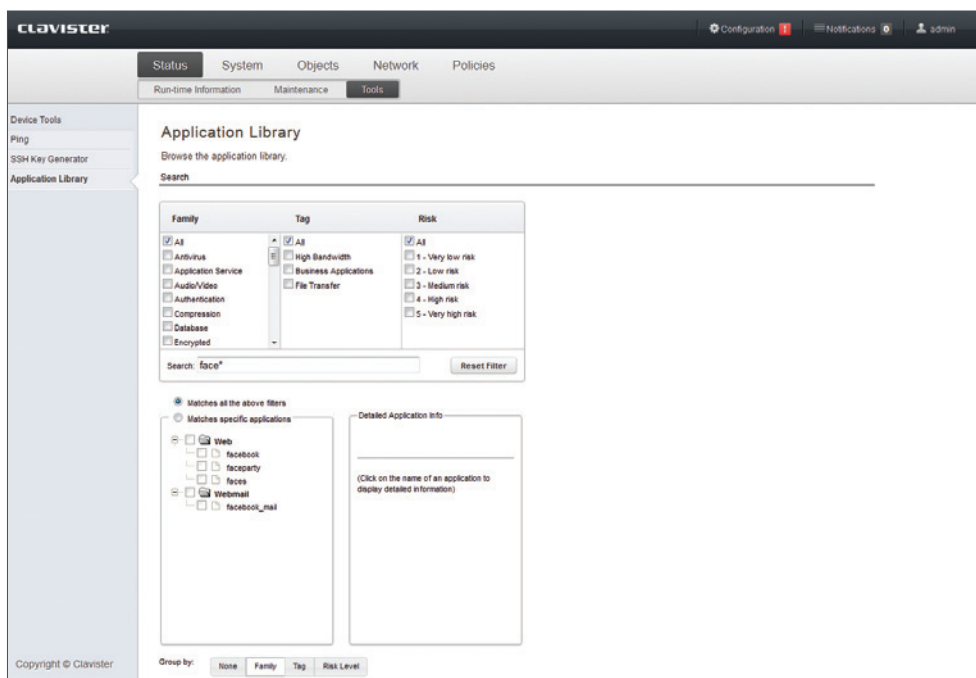 CLAVISTER
Configuration 1 Notifications 0 admin
Status System Objects Network Policies
Run-time Information Maintenance Tools
Device Tools
Ping
SSH Key Generator
Application Library
Application Library
Browse the application library.
Search
Family Tag Risk
All All All
Antivirus High Bandwidth 1 - Very low risk
Application Service Business Applications 2 - Low risk
Audio/Video File Transfer 3 - Medium risk
Authentication 4 - High risk
Compression 5 - Very high risk
Database
Encrypted
Search: face* Reset Filter
Matches all the above filters
Matches specific applications
Web
facebook
faceparty
faces
Webmail
facebook_mail
Detailed Application Info
(Click on the name of an application to
display detailed information)
Group by: None Family Tag Risk Level
Copyright © Clavister